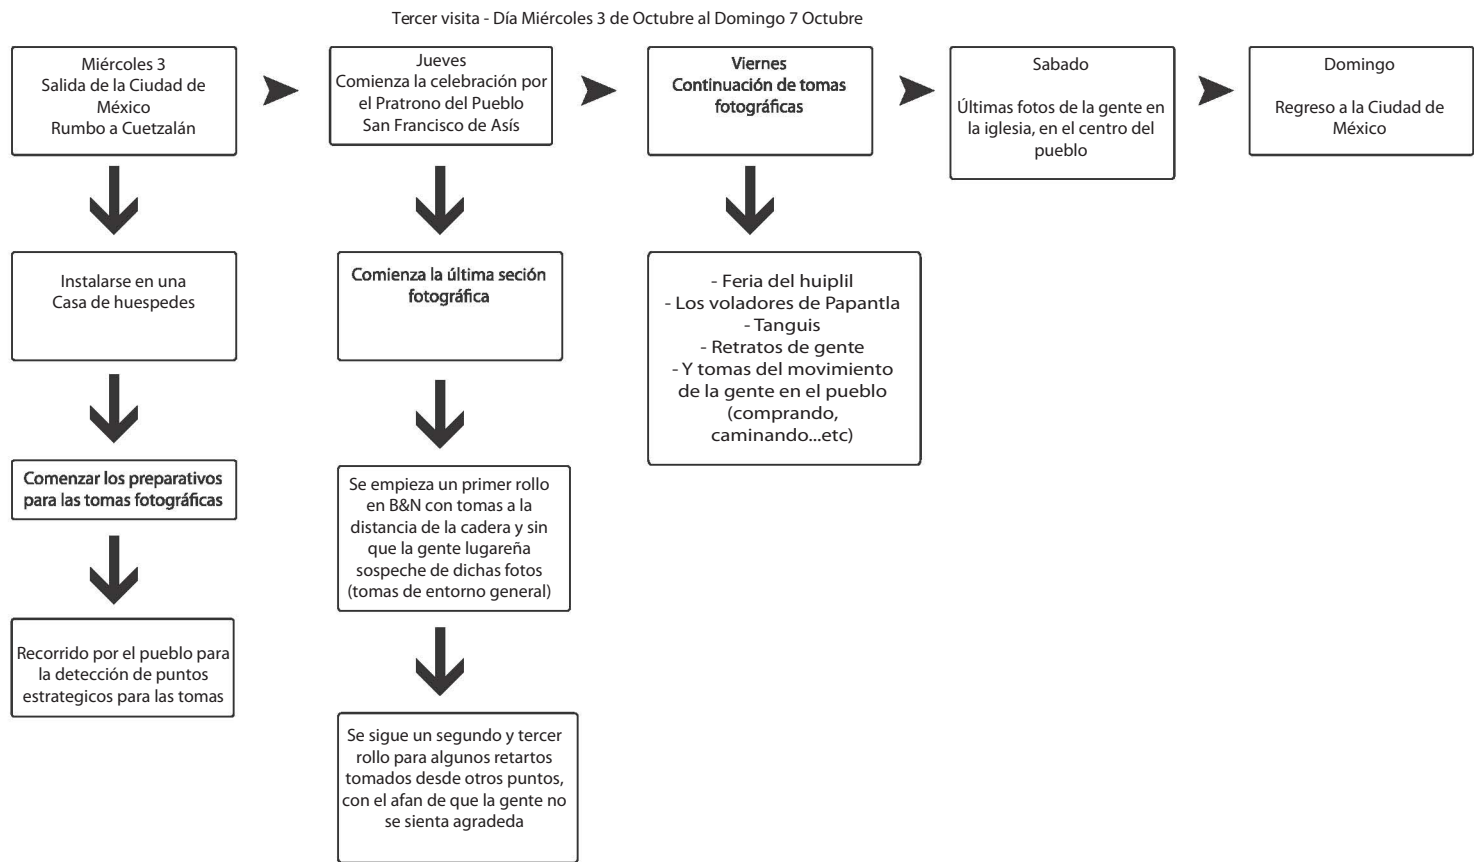 Tercer visita - Día Miércoles 3 de Octubre al Domingo 7 Octubre
Miércoles 3
Salida de la Ciudad de
México
Rumbo a Cuetzalán
Jueves
Comienza la celebración por
el Pratrono del Pueblo
San Francisco de Asís
Viernes
Continuación de tomas
fotográficas
Sabado
Últimas fotos de la gente en
la iglesia, en el centro del
pueblo
Domingo
Regreso a la Ciudad de
México
Instalarse en una
Casa de huespedes
Comienza la última seción
fotográfica
- Feria del huiplil
- Los voladores de Papantla
- Tanguis
- Retratos de gente
- Y tomas del movimiento
de la gente en el pueblo
(comprando,
caminando...etc)
Comenzar los preparativos
para las tomas fotográficas
Se empieza un primer rollo
en B&N con tomas a la
distancia de la cadera y sin
que la gente lugareña
sospeche de dichas fotos
(tomas de entorno general)
Recorrido por el pueblo para
la detección de puntos
estrategicos para las tomas
Se sigue un segundo y tercer
rollo para algunos retartos
tomados desde otros puntos,
con el afan de que la gente no
se sienta agradeda